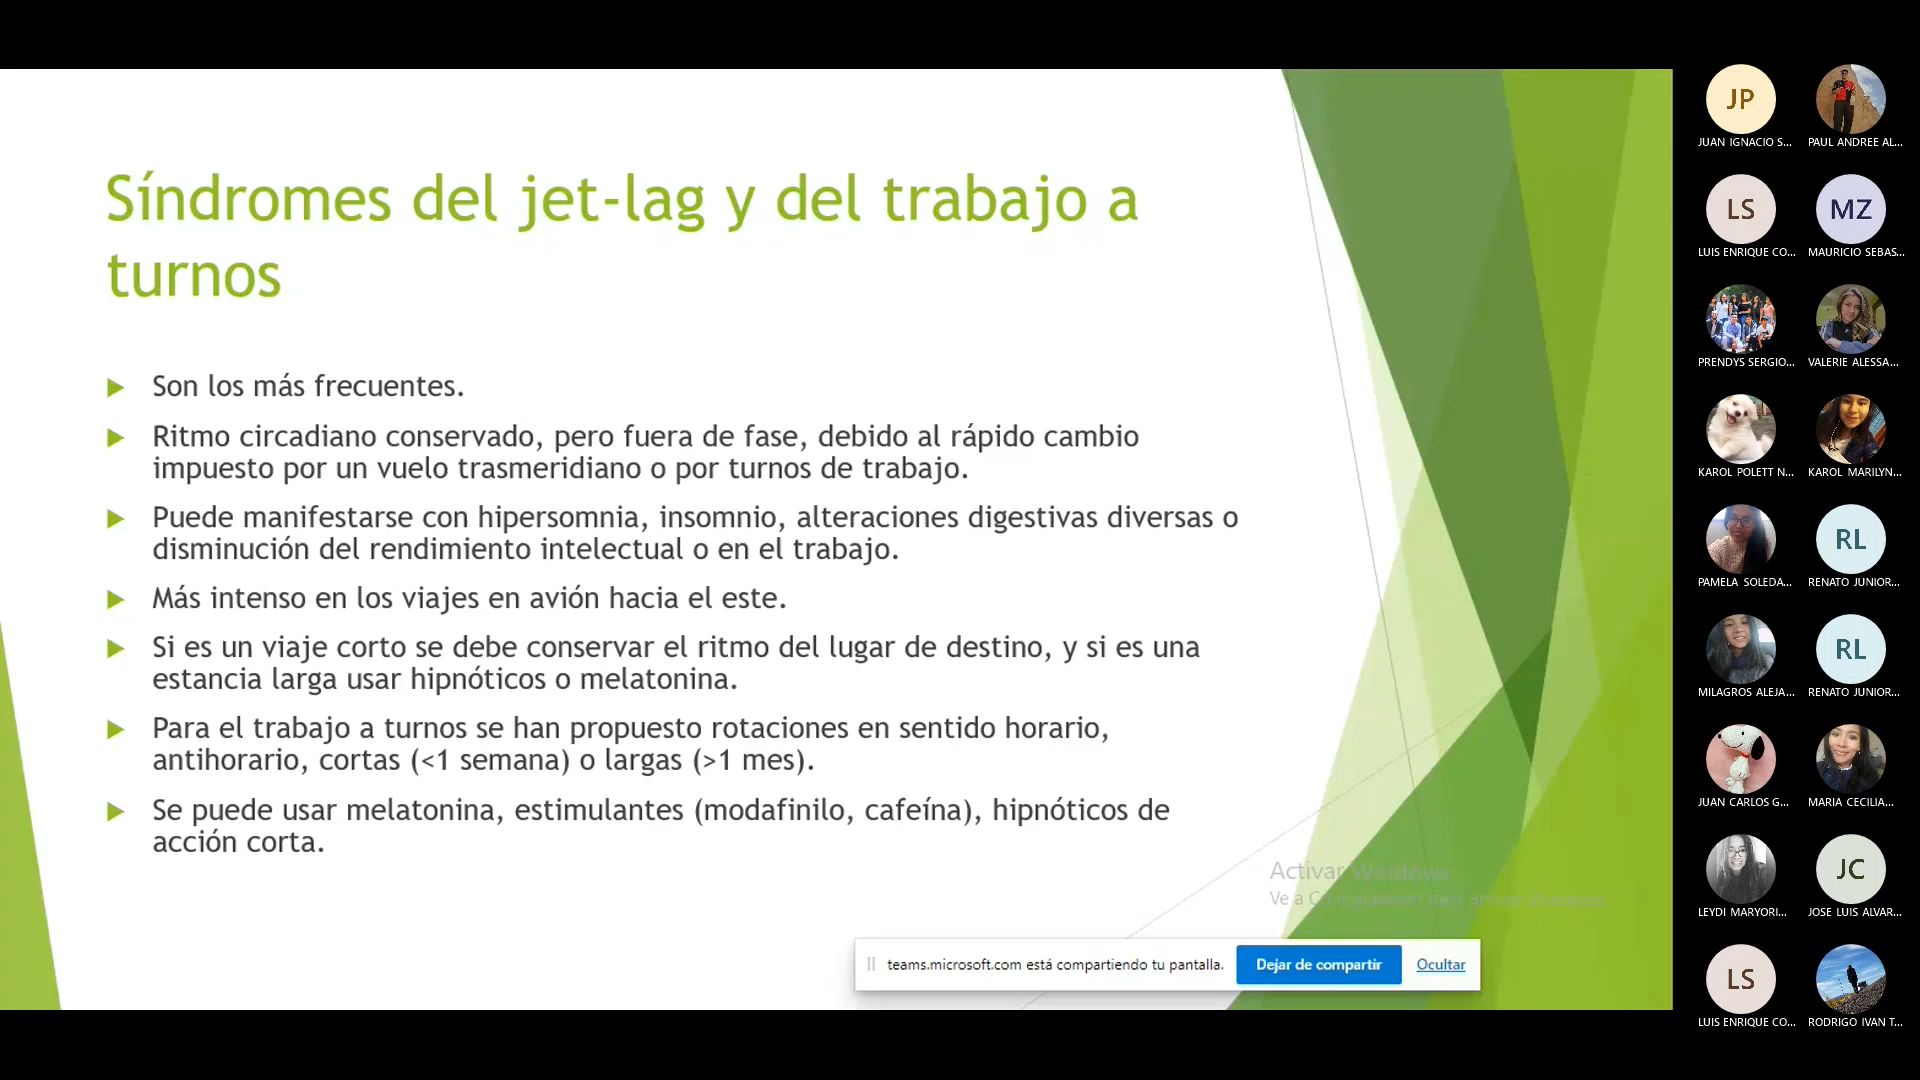 Síndromes del jet-lag y del trabajo a
turnos
Son los más frecuentes.
Ritmo circadiano conservado, pero fuera de fase, debido al rápido cambio
impuesto por un vuelo trasmeridiano o por turnos de trabajo.
Puede manifestarse con hipersomnia, insomnio, alteraciones digestivas diversas o
disminución del rendimiento intelectual o en el trabajo.
Más intenso en los viajes en avión hacia el este.
Si es un viaje corto se debe conservar el ritmo del lugar de destino, y si es una
estancia larga usar hipnóticos o melatonina.
Para el trabajo a turnos se han propuesto rotaciones en sentido horario,
antihorario, cortas (<1 semana) o largas (>1 mes).
Se puede usar melatonina, estimulantes (modafinilo, cafeína), hipnóticos de
acción corta.
Activar Windows
Ve a Configuración para activar Windows.
teams.microsoft.com está compartiendo tu pantalla.
Dejar de compartir
Ocultar
JP
JUAN IGNACIO S...
PAUL ANDREE AL...
LS
LUIS ENRIQUE CO...
MZ
MAURICIO SEBAS...
PRENDYS SERGIO...
VALERIE ALESSA...
KAROL POLETT N...
KAROL MARILYN...
PAMELA SOLEDA...
RL
RENATO JUNIOR...
MILAGROS ALEJA...
RL
RENATO JUNIOR...
JUAN CARLOS G...
MARIA CECILIA...
LEYDI MARYORI...
JC
JOSE LUIS ALVAR...
LS
LUIS ENRIQUE CO...
RODRIGO IVAN T...